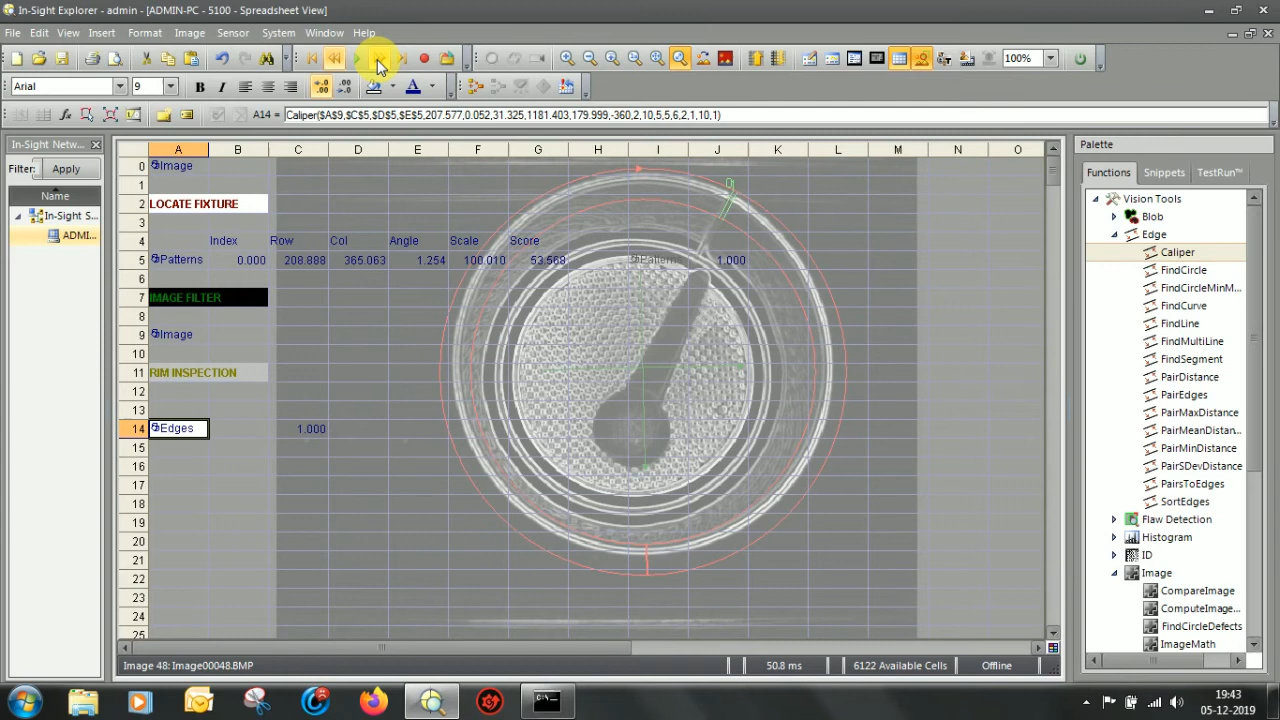 In-Sight Explorer - admin - [ADMIN-PC - 5100 - Spreadsheet View]
File Edit View Insert Format Image Sensor System Window Help
100%
Arial 9 B I A
A14 = Caliper($A$9,$C$5,$D$5,$E$5,207.577,0.052,31.325,1181.403,179.999,-360,2,10,5,5,6,2,1,10,1)
In-Sight Netw...
Filter: Apply
Name
In-Sight S...
ADMI...
A B C D E F G H I J K L M N O
0 Image
1
2 LOCATE FIXTURE
3
4 Index Row Col Angle Scale Score
5 Patterns 0.000 208.888 365.063 1.254 100.010 53.568 Patterns 1.000
6
7 IMAGE FILTER
8
9 Image
10
11 RIM INSPECTION
12
13
14 Edges 1.000
15
16
17
18
19
20
21
22
23
24
25
0
Palette
Functions Snippets TestRun™
Vision Tools
Blob
Edge
Caliper
FindCircle
FindCircleMinM...
FindCurve
FindLine
FindMultiLine
FindSegment
PairDistance
PairEdges
PairMaxDistance
PairMeanDistan...
PairMinDistance
PairSDevDistance
PairsToEdges
SortEdges
Flaw Detection
Histogram
ID
Image
CompareImage
ComputeImage...
FindCircleDefects
ImageMath
Image 48: Image00048.BMP 50.8 ms 6122 Available Cells Offline
19:43
05-12-2019